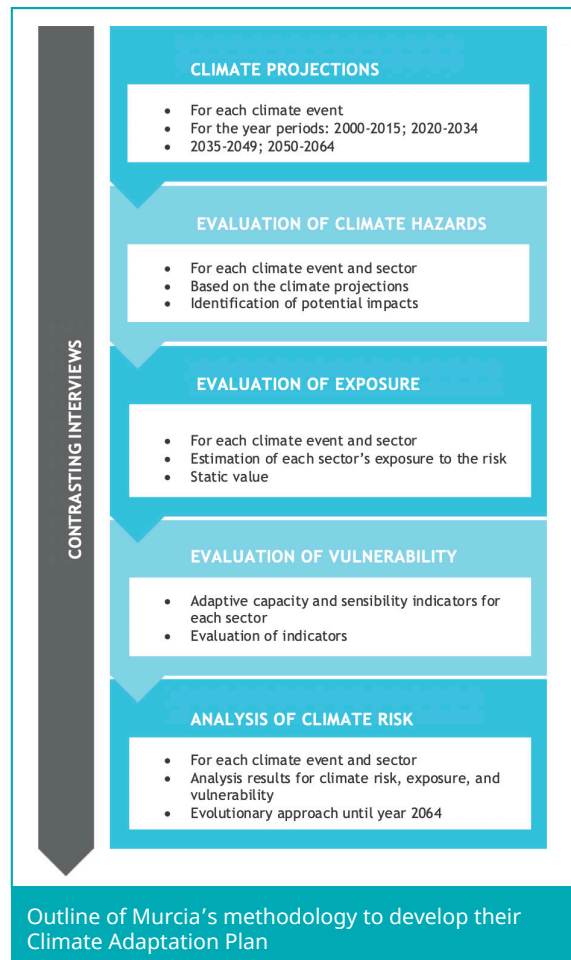 CONTRASTING INTERVIEWS
CLIMATE PROJECTIONS
• For each climate event
• For the year periods: 2000-2015; 2020-2034
• 2035-2049; 2050-2064
EVALUATION OF CLIMATE HAZARDS
• For each climate event and sector
• Based on the climate projections
• Identification of potential impacts
EVALUATION OF EXPOSURE
• For each climate event and sector
• Estimation of each sector's exposure to the risk
• Static value
EVALUATION OF VULNERABILITY
• Adaptive capacity and sensibility indicators for
each sector
• Evaluation of indicators
ANALYSIS OF CLIMATE RISK
• For each climate event and sector
• Analysis results for climate risk, exposure, and
vulnerability
• Evolutionary approach until year 2064
Outline of Murcia's methodology to develop their
Climate Adaptation Plan